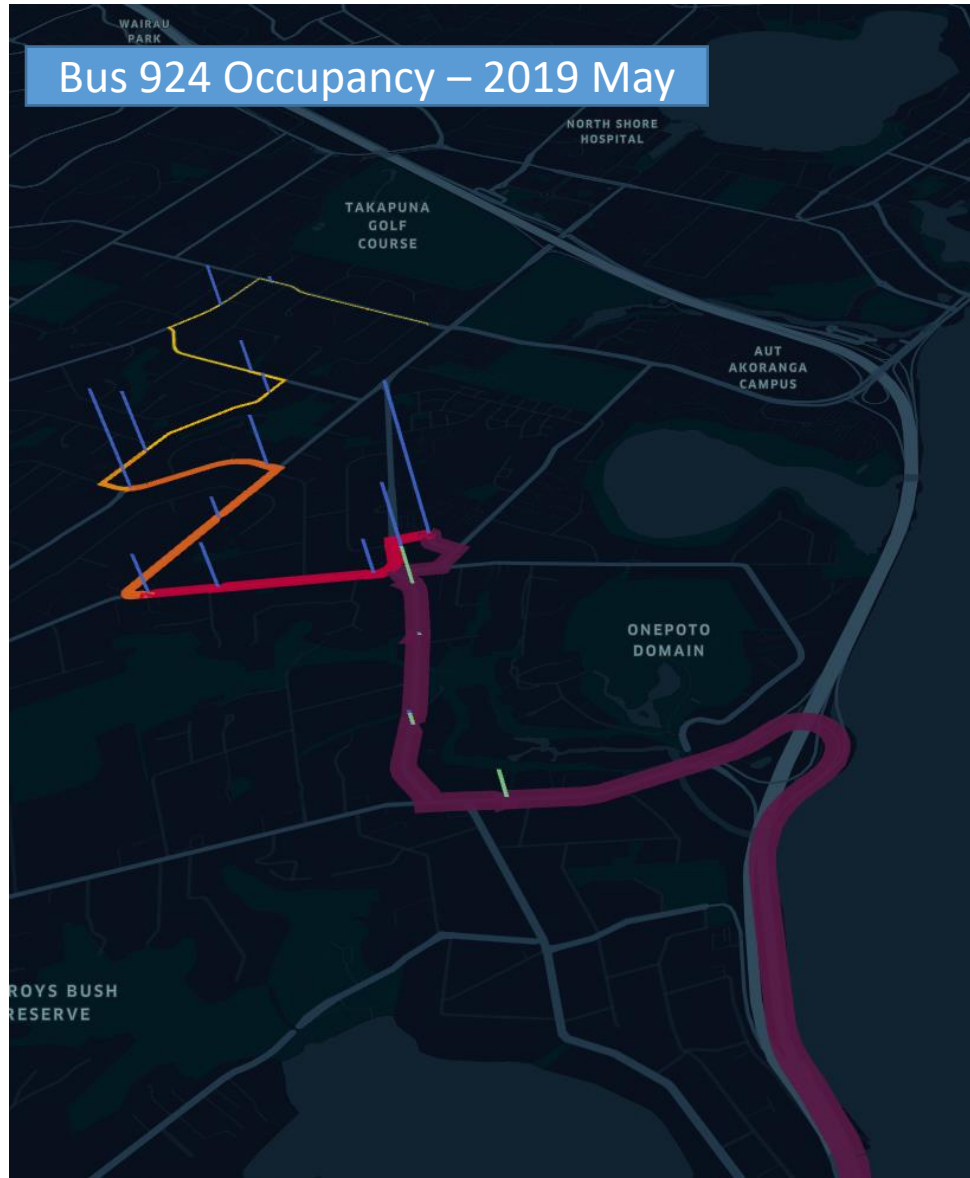 WAIRAU
PARK
Bus 924 Occupancy – 2019 May
NORTH SHORE
HOSPITAL
TAKAPUNA
GOLF
COURSE
AUT
AKORANGA
CAMPUS
ONEPOTO
DOMAIN
ROYS BUSH
RESERVE